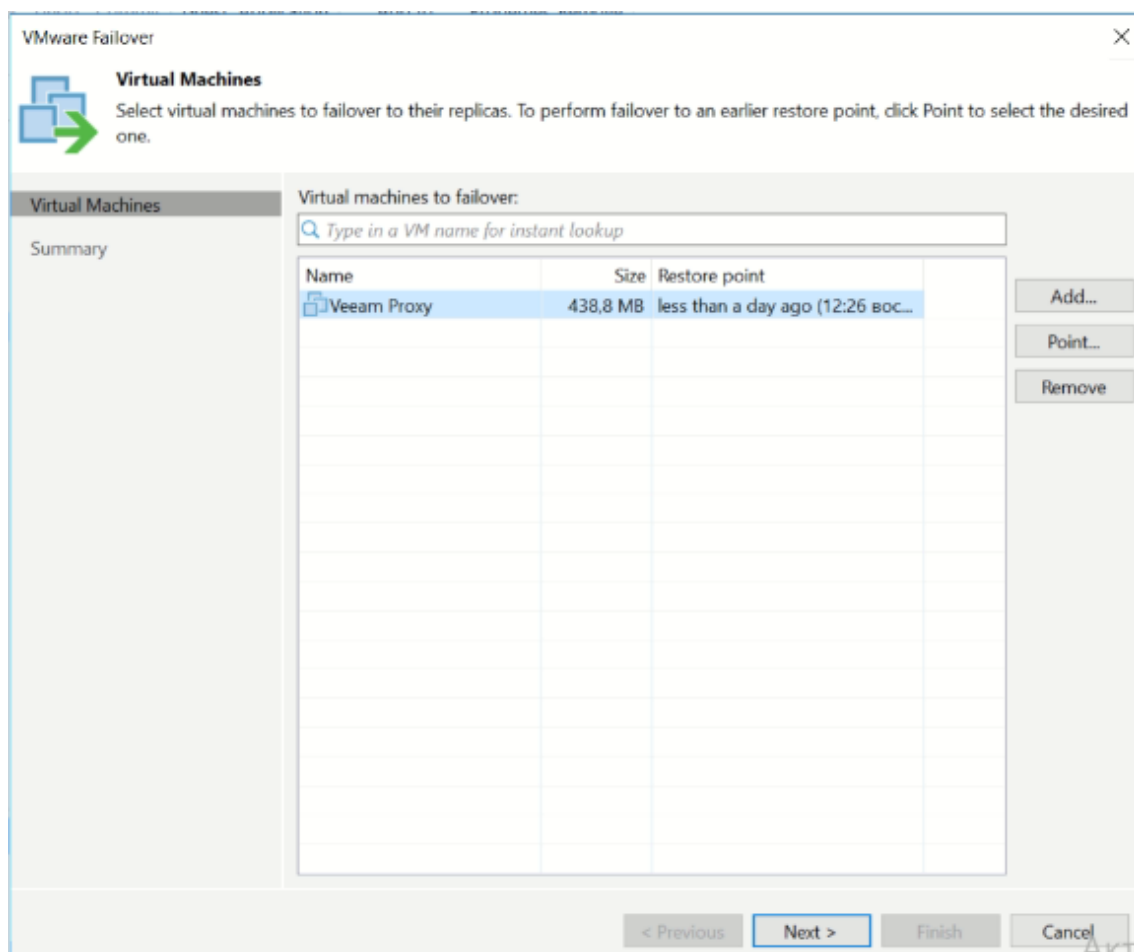 VMware Failover
Virtual Machines
Select virtual machines to failover to their replicas. To perform failover to an earlier restore point, click Point to select the desired
one.
Virtual Machines
Summary
Virtual machines to failover:
Type in a VM name for instant lookup
Name Size Restore point
Veeam Proxy 438,8 MB less than a day ago (12:26 вос...
Add...
Point...
Remove
< Previous Next > Finish Cancel